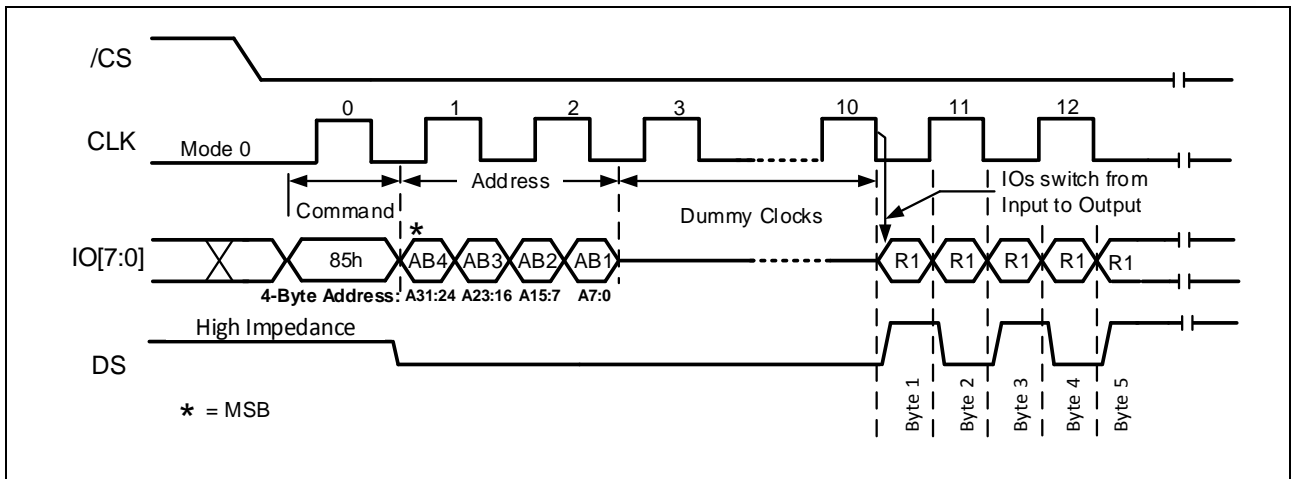 /CS
0 1 2 3 10 11 12
CLK
Mode 0
Address
IOs switch from
Input to Output
Command
Dummy Clocks
*
IO[7:0]
85h AB4 AB3 AB2 AB1 R1 R1 R1 R1 R1
4-Byte Address: A31:24 A23:16 A15:7 A7:0
High Impedance
DS
Byte 1
Byte 2
Byte 3
Byte 4
Byte 5
* = MSB